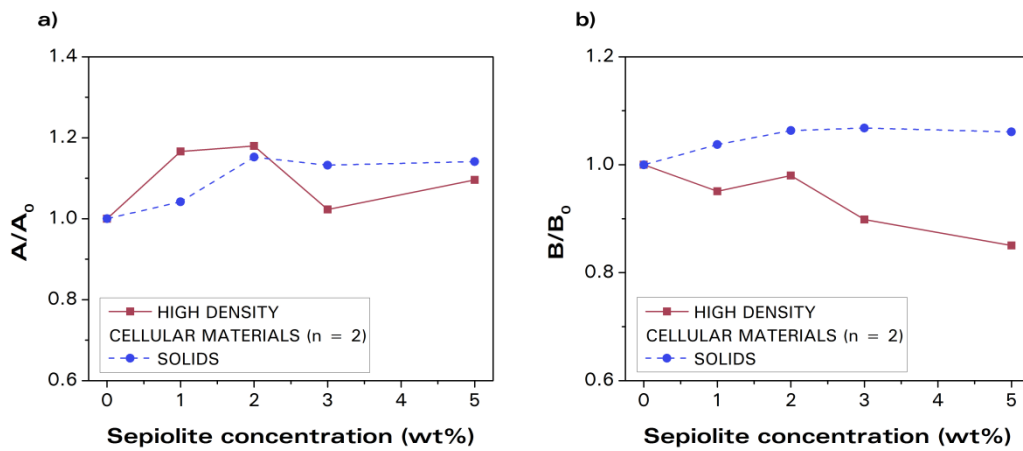 a)
1.4
1.2
1.0
0.8
0.6
A/A₀
HIGH DENSITY
CELLULAR MATERIALS (n = 2)
SOLIDS
0 1 2 3 4 5
Sepiolite concentration (wt%)
b)
1.2
1.0
0.8
0.6
B/B₀
HIGH DENSITY
CELLULAR MATERIALS (n = 2)
SOLIDS
0 1 2 3 4 5
Sepiolite concentration (wt%)